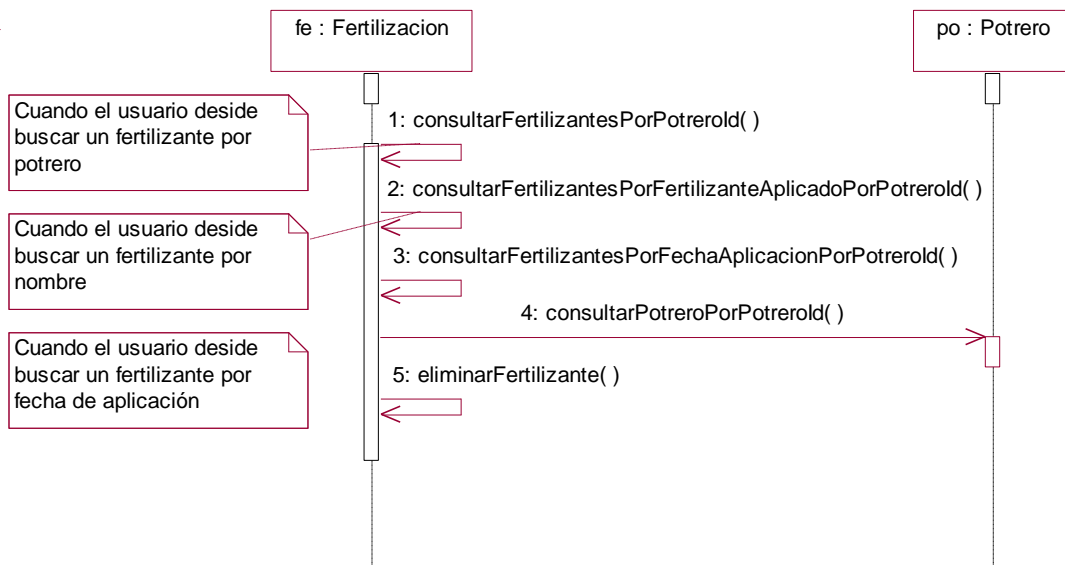 fe : Fertilizacion
po : Potrero
Cuando el usuario deside
buscar un fertilizante por
potrero
1: consultarFertilizantesPorPotreroId( )
2: consultarFertilizantesPorFertilizanteAplicadoPorPotreroId( )
Cuando el usuario deside
buscar un fertilizante por
nombre
3: consultarFertilizantesPorFechaAplicacionPorPotreroId( )
4: consultarPotreroPorPotreroId( )
Cuando el usuario deside
buscar un fertilizante por
fecha de aplicación
5: eliminarFertilizante( )